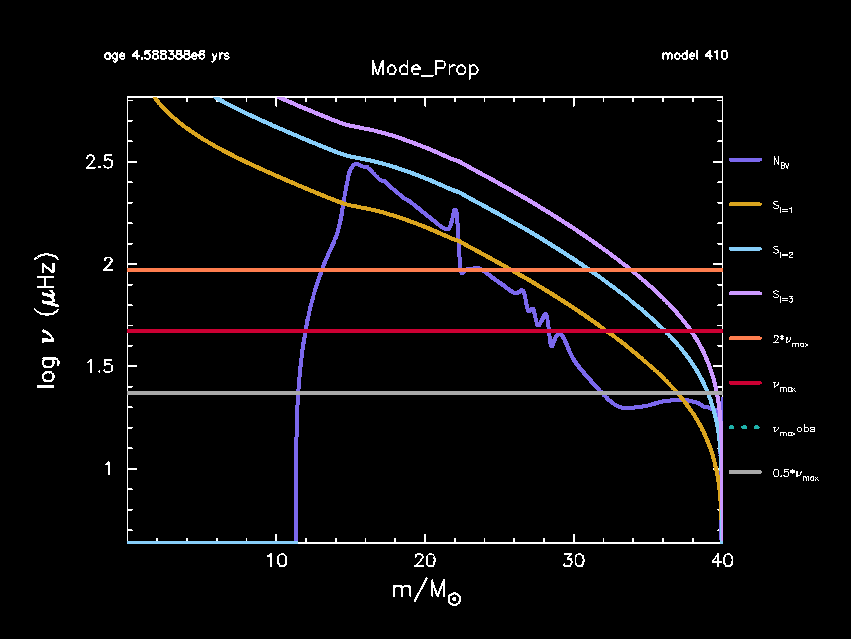 age 4.588388e6 yrs
model 410
Mode_Prop
log ν (μHz)
2.5
2
1.5
1
10
20
30
40
m/M⊙
N_BV
S_l=1
S_l=2
S_l=3
2*ν_max
ν_max
ν_max obs
0.5*ν_max